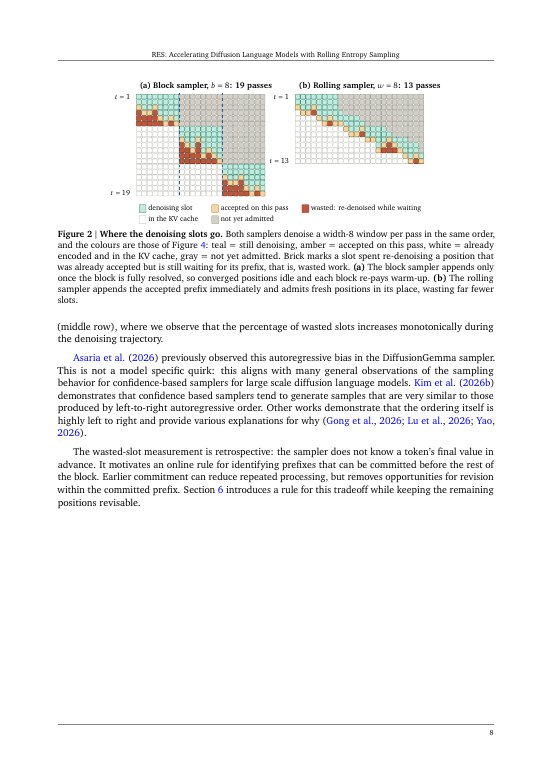 RES: Accelerating Diffusion Language Models with Rolling Entropy Sampling
(a) Block sampler, b = 8: 19 passes
(b) Rolling sampler, w = 8: 13 passes
t = 1
t = 19
t = 1
t = 13
denoising slot
accepted on this pass
wasted: re-denoised while waiting
in the KV cache
not yet admitted
Figure 2 | Where the denoising slots go. Both samplers denoise a width-8 window per pass in the same order,
and the colours are those of Figure 4: teal = still denoising, amber = accepted on this pass, white = already
encoded and in the KV cache, gray = not yet admitted. Brick marks a slot spent re-denoising a position that
was already accepted but is still waiting for its prefix, that is, wasted work. (a) The block sampler appends only
once the block is fully resolved, so converged positions idle and each block re-pays warm-up. (b) The rolling
sampler appends the accepted prefix immediately and admits fresh positions in its place, wasting far fewer
slots.
(middle row), where we observe that the percentage of wasted slots increases monotonically during
the denoising trajectory.
Asaria et al. (2026) previously observed this autoregressive bias in the DiffusionGemma sampler.
This is not a model specific quirk: this aligns with many general observations of the sampling
behavior for confidence-based samplers for large scale diffusion language models. Kim et al. (2026b)
demonstrates that confidence based samplers tend to generate samples that are very similar to those
produced by left-to-right autoregressive order. Other works demonstrate that the ordering itself is
highly left to right and provide various explanations for why (Gong et al., 2026; Lu et al., 2026; Yao,
2026).
The wasted-slot measurement is retrospective: the sampler does not know a token's final value in
advance. It motivates an online rule for identifying prefixes that can be committed before the rest of
the block. Earlier commitment can reduce repeated processing, but removes opportunities for revision
within the committed prefix. Section 6 introduces a rule for this tradeoff while keeping the remaining
positions revisable.
8